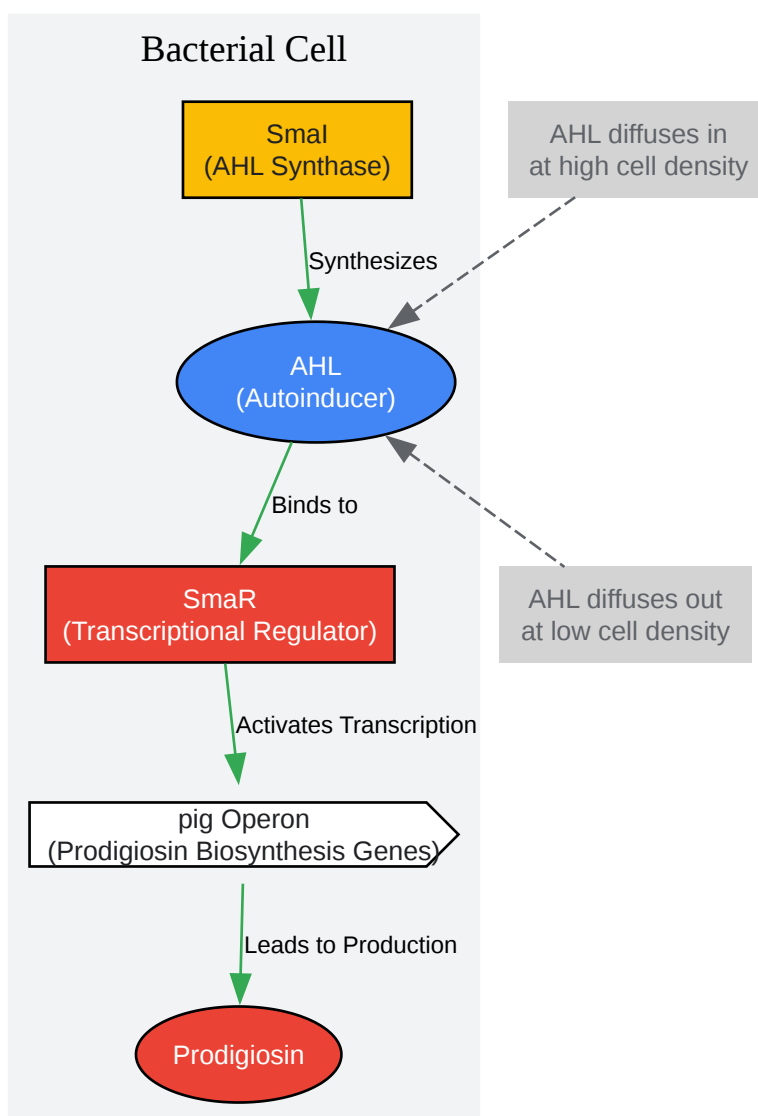 Bacterial Cell
SmaI
(AHL Synthase)
AHL diffuses in
at high cell density
Synthesizes
AHL
(Autoinducer)
Binds to
SmaR
(Transcriptional Regulator)
AHL diffuses out
at low cell density
Activates Transcription
pig Operon
(Prodigiosin Biosynthesis Genes)
Leads to Production
Prodigiosin